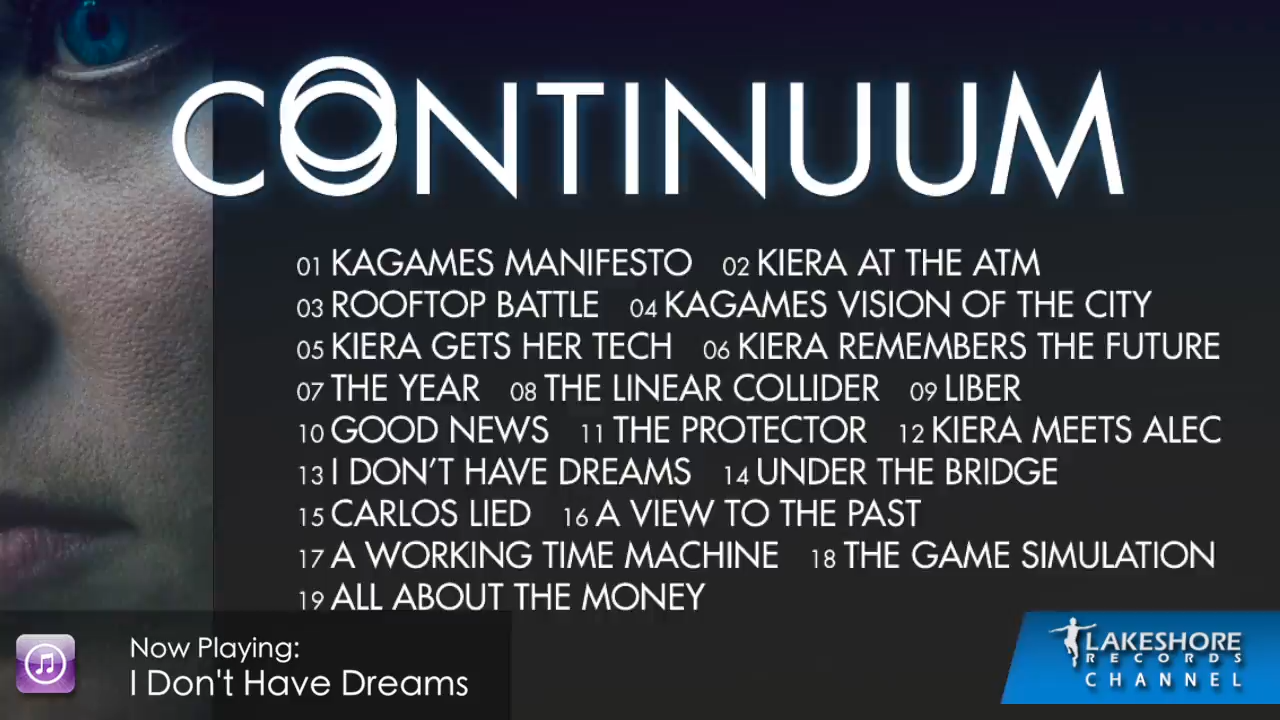 CONTINUUM
01 KAGAMES MANIFESTO 02 KIERA AT THE ATM
03 ROOFTOP BATTLE 04 KAGAMES VISION OF THE CITY
05 KIERA GETS HER TECH 06 KIERA REMEMBERS THE FUTURE
07 THE YEAR 08 THE LINEAR COLLIDER 09 LIBER
10 GOOD NEWS 11 THE PROTECTOR 12 KIERA MEETS ALEC
13 I DON’T HAVE DREAMS 14 UNDER THE BRIDGE
15 CARLOS LIED 16 A VIEW TO THE PAST
17 A WORKING TIME MACHINE 18 THE GAME SIMULATION
19 ALL ABOUT THE MONEY
Now Playing:
I Don't Have Dreams
LAKESHORE
RECORDS
CHANNEL